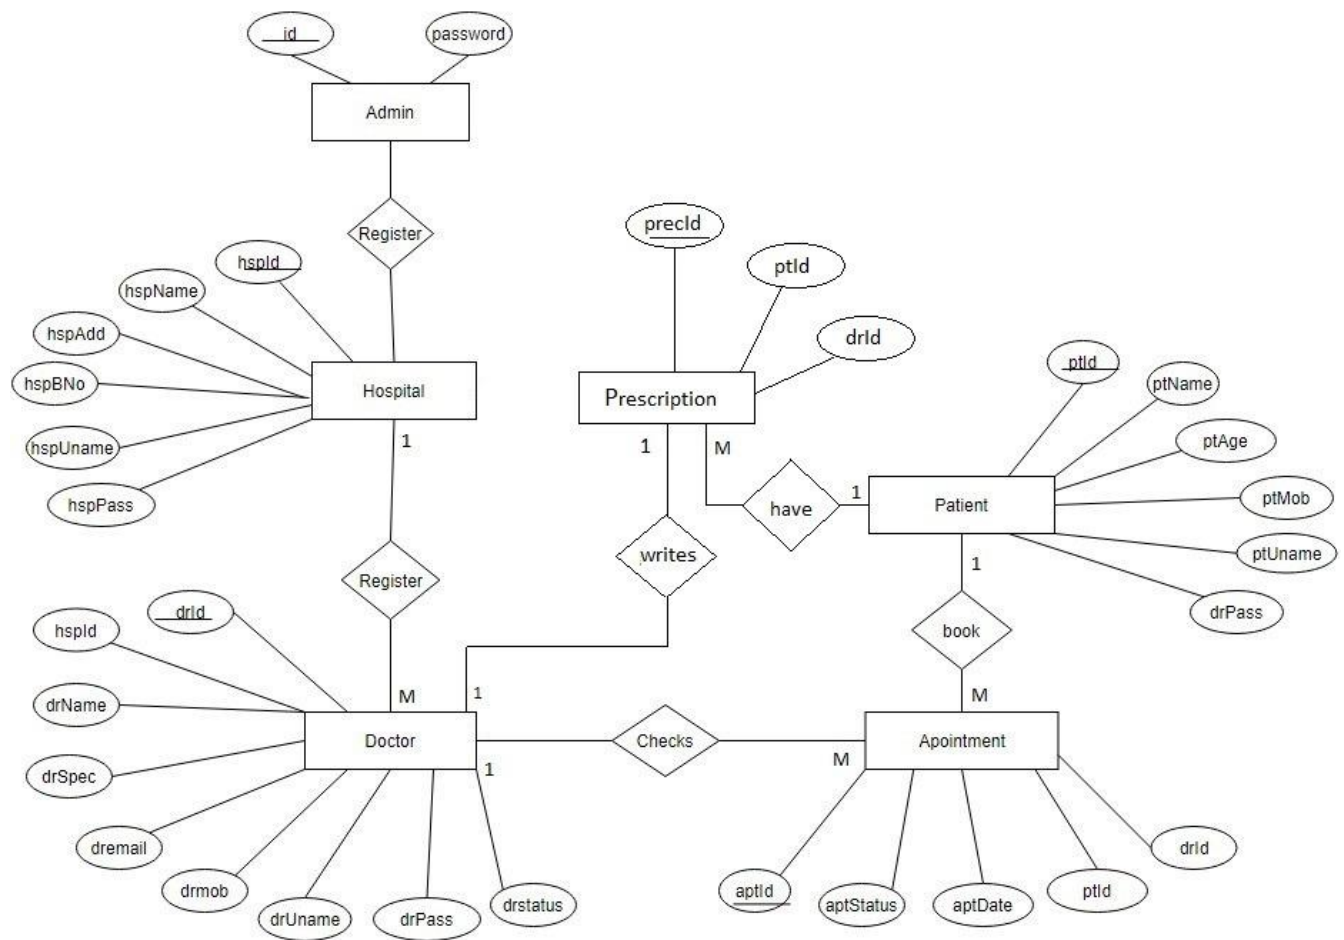 id
password
Admin
Register
hspId
hspName
hspAdd
hspBNo
hspUname
hspPass
Hospital
1
precId
ptId
drId
Prescription
1
M
have
1
writes
ptId
ptName
ptAge
ptMob
ptUname
drPass
Patient
1
book
M
Register
M
1
drId
hspId
drName
drSpec
dremail
drmob
drUname
drPass
drstatus
Doctor
1
Checks
M
Apointment
aptId
aptStatus
aptDate
ptId
drId